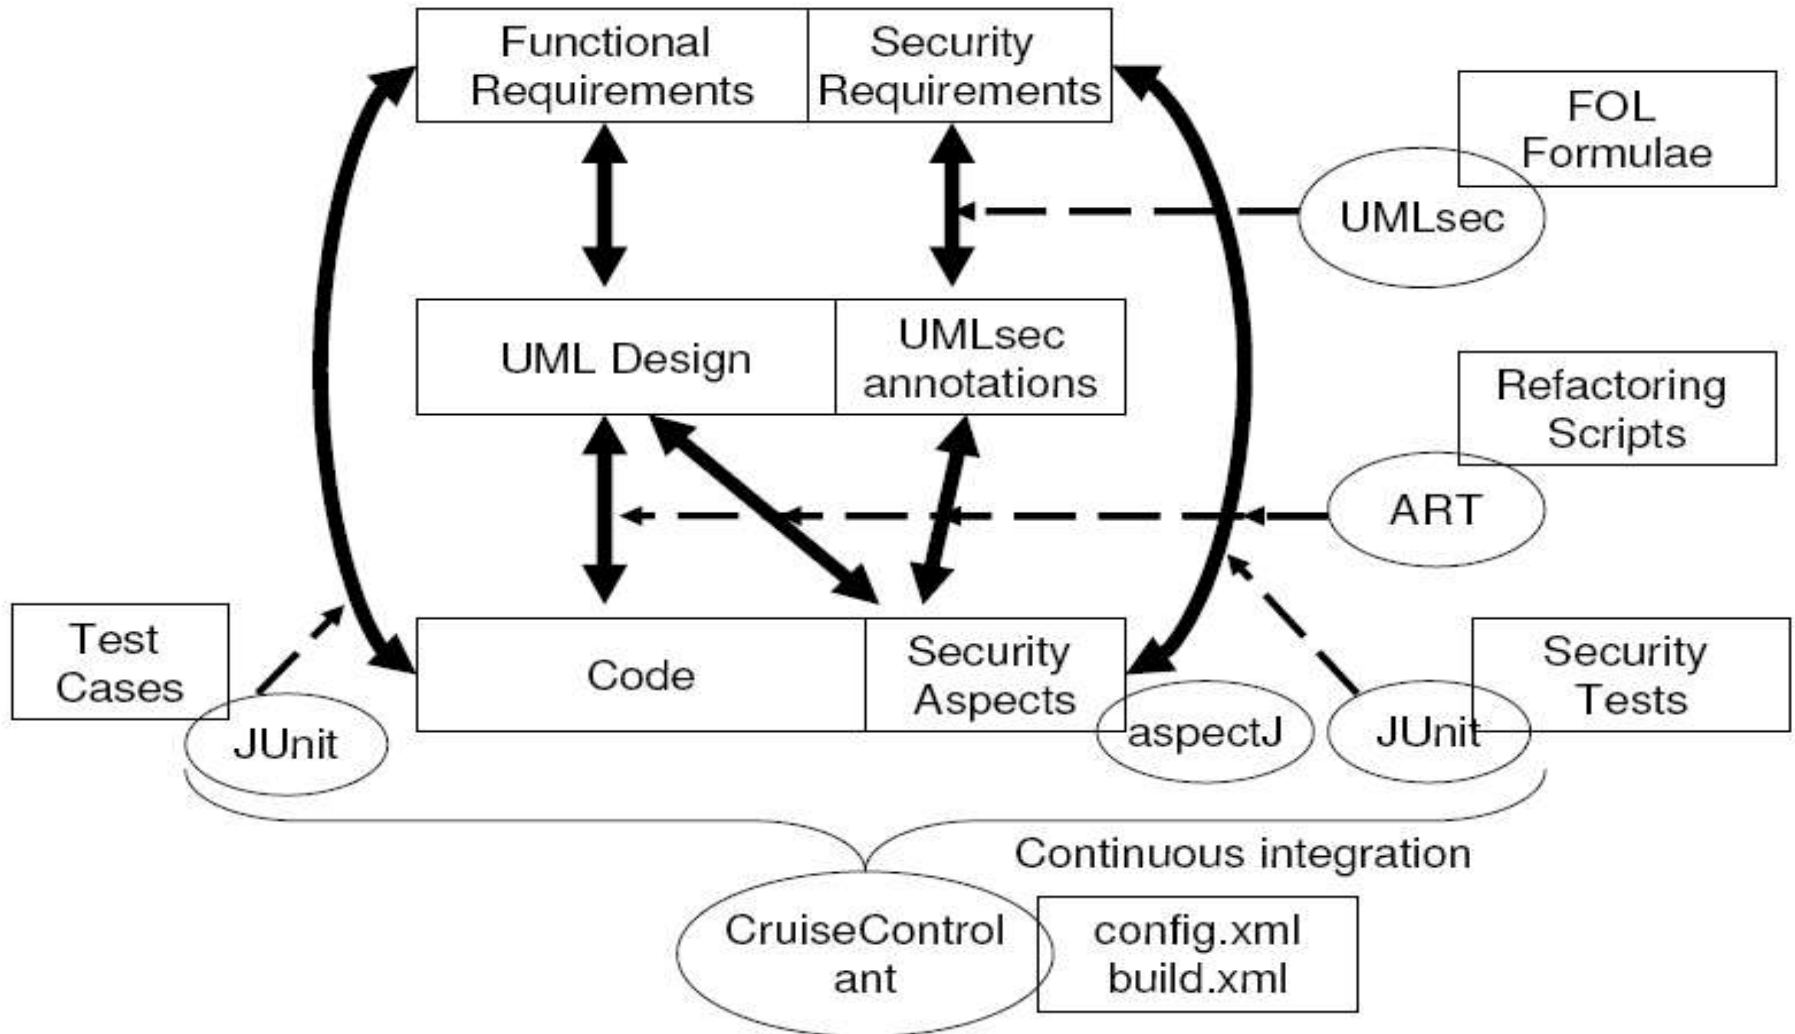 Functional
Requirements
Security
Requirements
FOL
Formulae
UMLsec
UML Design
UMLsec
annotations
Refactoring
Scripts
ART
Test
Cases
JUnit
Code
Security
Aspects
aspectJ
JUnit
Security
Tests
Continuous integration
CruiseControl
ant
config.xml
build.xml